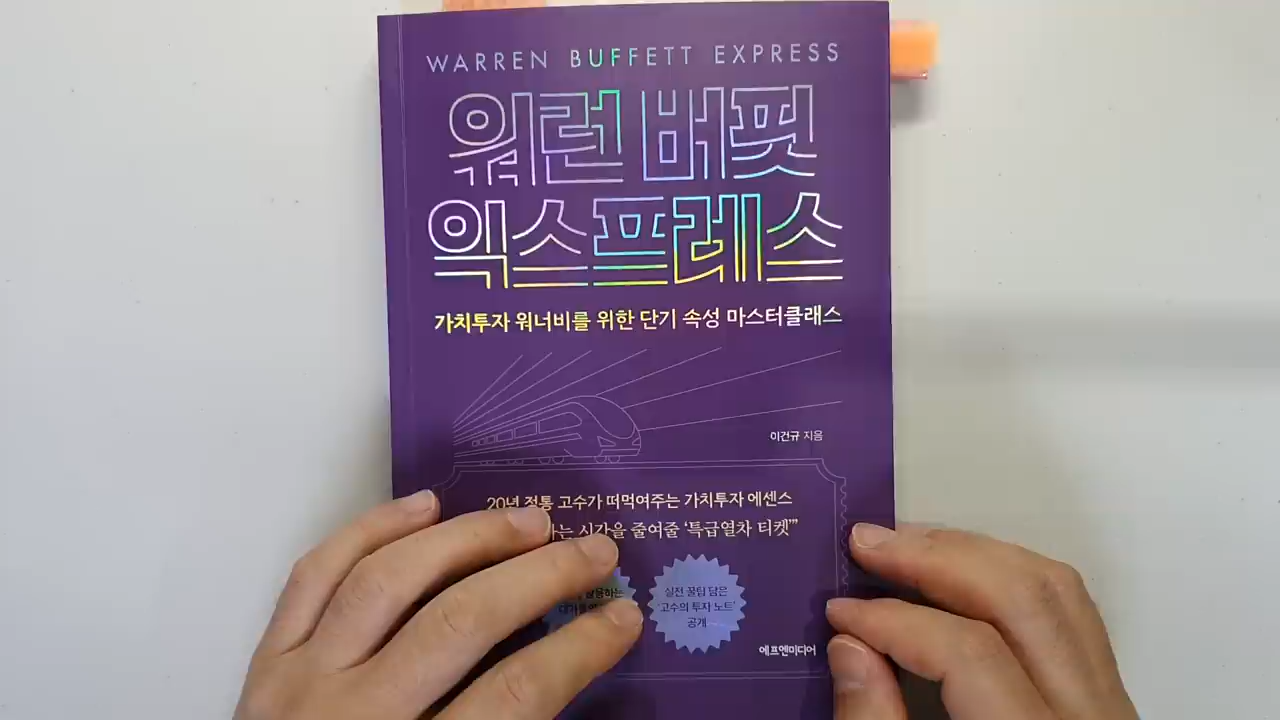 WARREN BUFFETT EXPRESS
워런 버핏
익스프레스
가치투자 워너비를 위한 단기 속성 마스터클래스
이건규 지음
20년 정통 고수가 떠먹여주는 가치투자 에센스
시간을 줄여줄 ‘특급열차 티켓’”
실전 꿀팁 담은
‘고수의 투자 노트’
공개
에프엔미디어